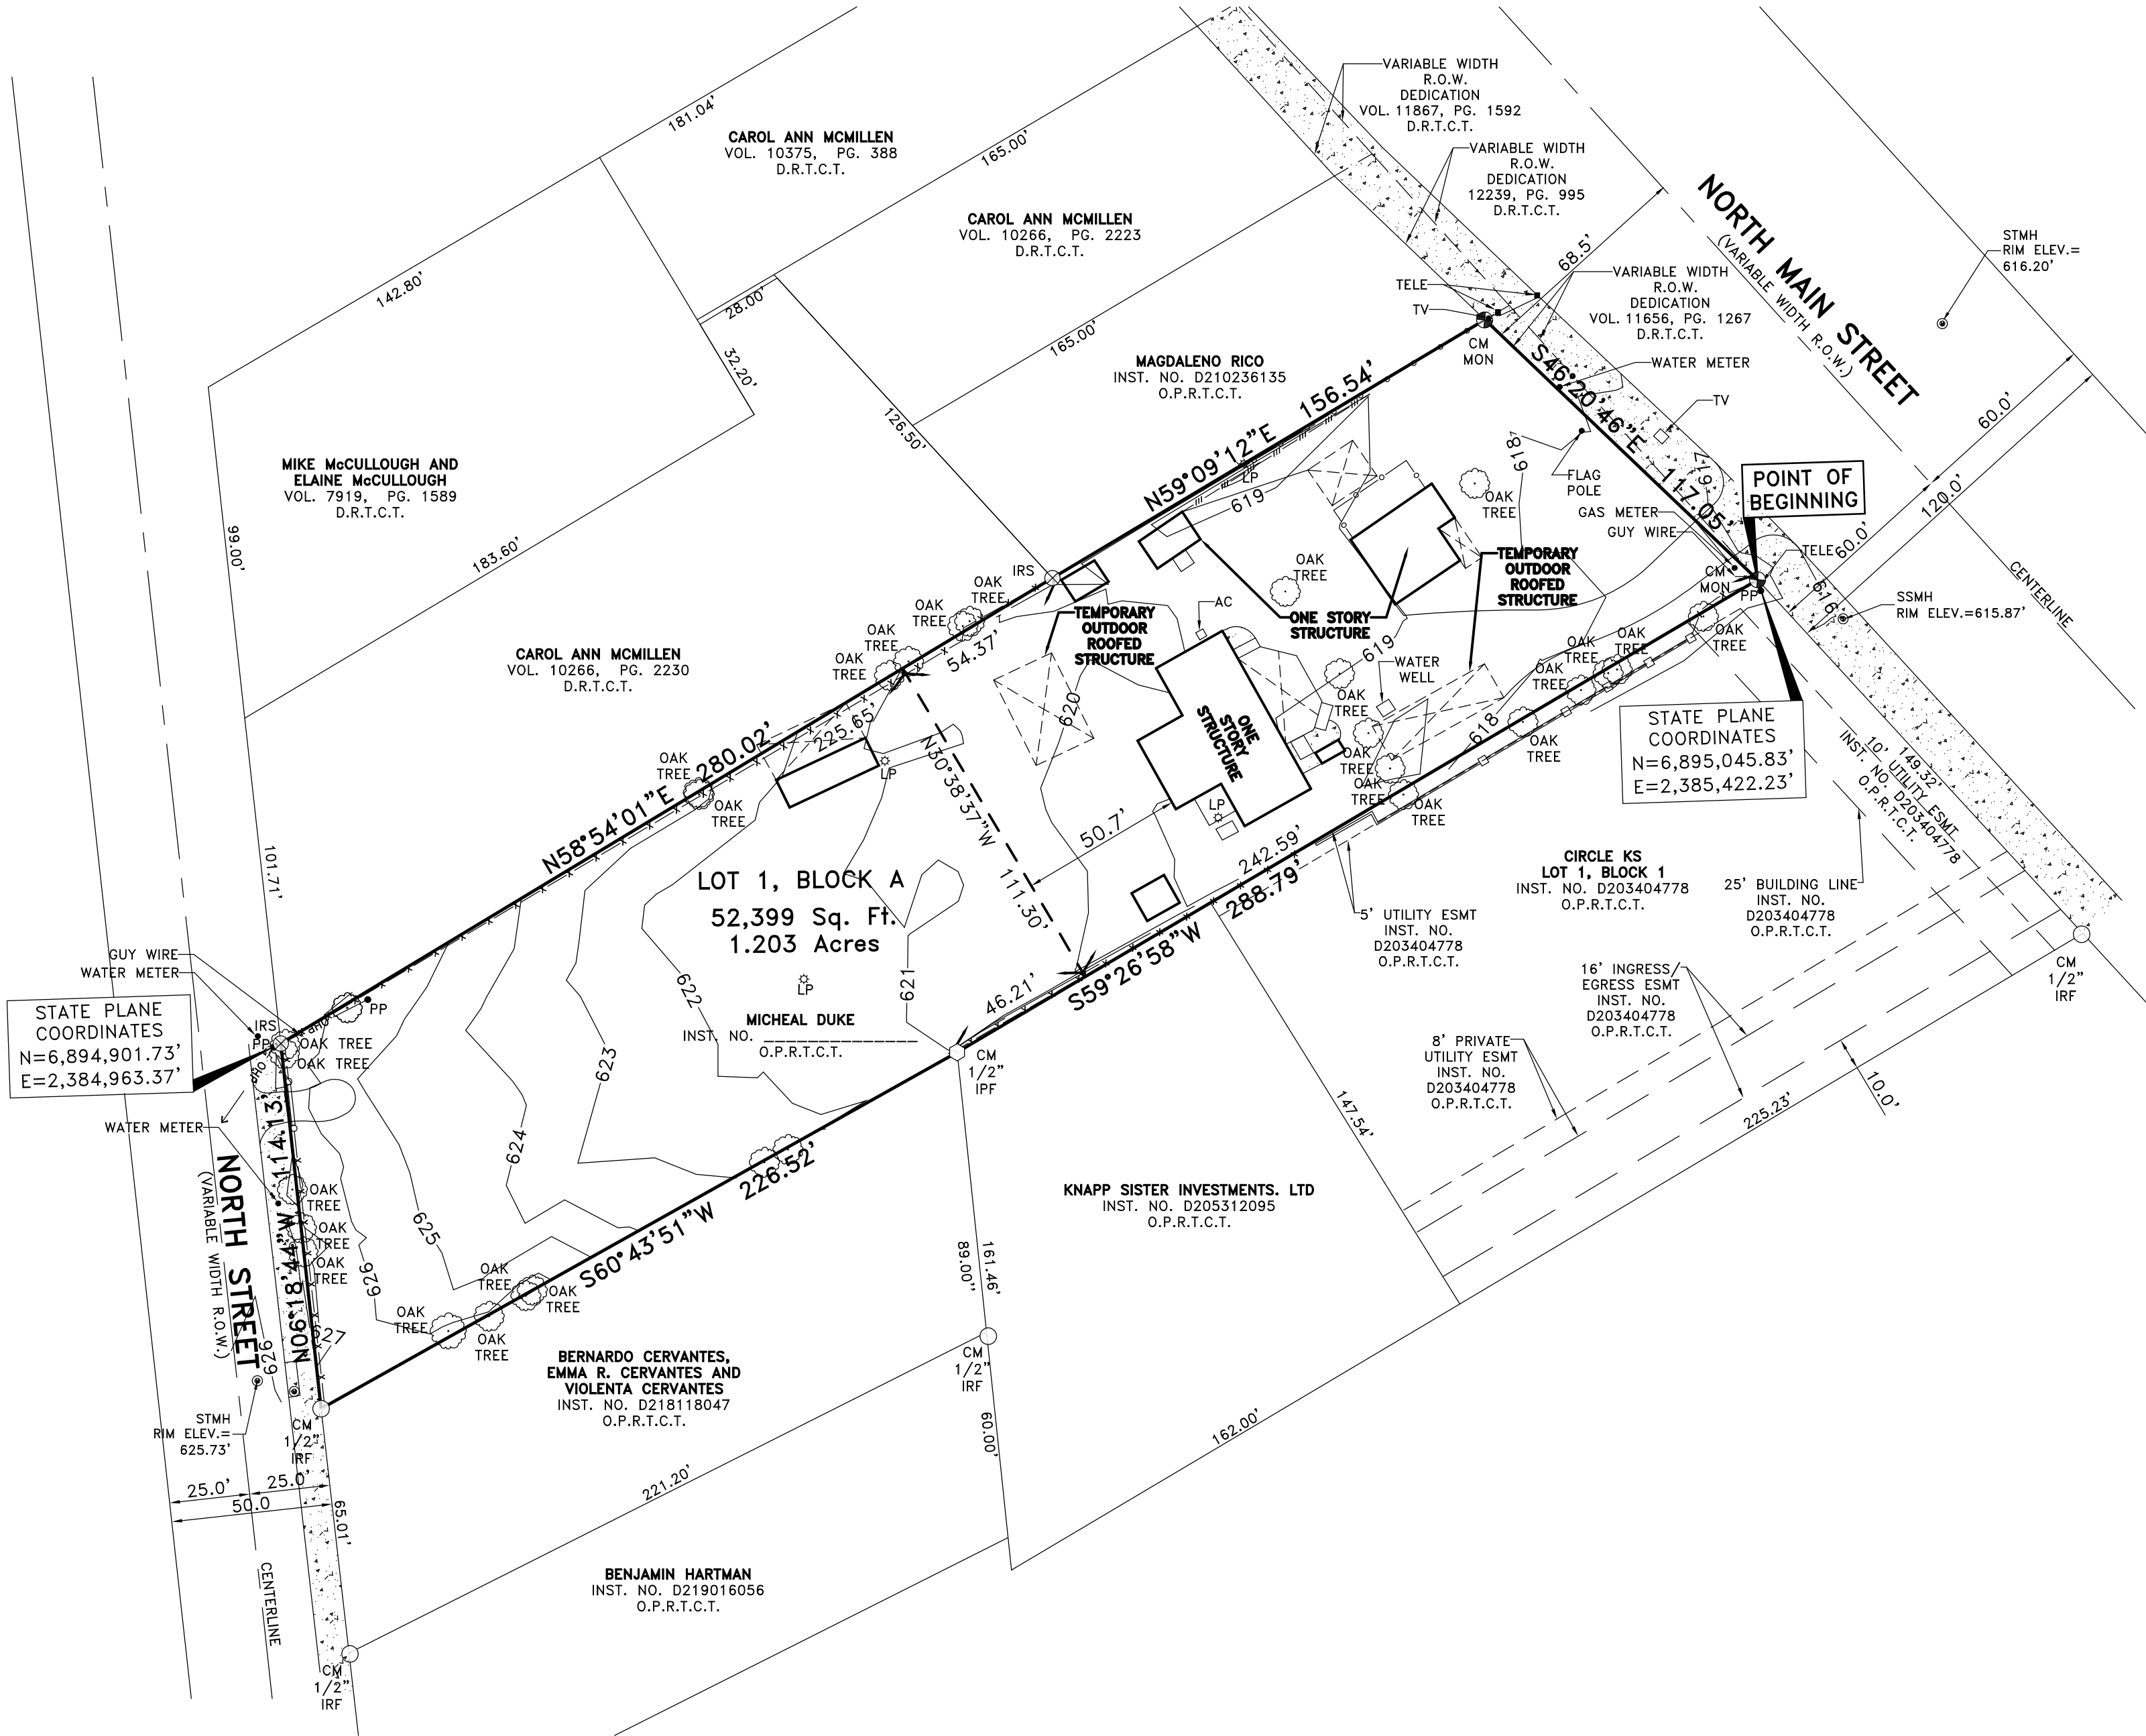 181.04'
CAROL ANN MCMILLEN
VOL. 10375, PG. 388
D.R.T.C.T.
165.00'
VARIABLE WIDTH
R.O.W.
DEDICATION
VOL. 11867, PG. 1592
D.R.T.C.T.
VARIABLE WIDTH
R.O.W.
DEDICATION
12239, PG. 995
D.R.T.C.T.
NORTH MAIN STREET
(VARIABLE WIDTH R.O.W.)
STMH
RIM ELEV.=
616.20'
CAROL ANN MCMILLEN
VOL. 10266, PG. 2223
D.R.T.C.T.
68.5'
VARIABLE WIDTH
R.O.W.
DEDICATION
VOL. 11656, PG. 1267
D.R.T.C.T.
142.80'
28.00'
32.20'
165.00'
126.50'
TELE
TV
CM
MON
WATER METER
TV
MAGDALENO RICO
INST. NO. D210236135
O.P.R.T.C.T.
N59°09'12"E 156.54'
S46°20'46"E 117.05'
60.0'
120.0'
60.0'
MIKE McCULLOUGH AND
ELAINE McCULLOUGH
VOL. 7919, PG. 1589
D.R.T.C.T.
99.00'
183.60'
LP
619
618
617
OAK
TREE
FLAG
POLE
GAS METER
GUY WIRE
POINT OF
BEGINNING
TELE
CM
MON
PP
616
CENTERLINE
SSMH
RIM ELEV.=615.87'
IRS
OAK
TREE
OAK
TREE
OAK
TREE
54.37'
TEMPORARY
OUTDOOR
ROOFED
STRUCTURE
AC
OAK
TREE
ONE STORY
STRUCTURE
TEMPORARY
OUTDOOR
ROOFED
STRUCTURE
619
WATER
WELL
OAK
TREE
OAK
TREE
OAK
TREE
OAK
TREE
CAROL ANN MCMILLEN
VOL. 10266, PG. 2230
D.R.T.C.T.
620
ONE
STORY
STRUCTURE
OAK
TREE
OAK
TREE
OAK
TREE
618
OAK
TREE
OAK
TREE
STATE PLANE
COORDINATES
N=6,895,045.83'
E=2,385,422.23'
149.32'
10' UTILITY ESMT
INST. NO. D203404778
O.P.R.T.C.T.
N58°54'01"E 280.02'
225.65'
LP
OAK
TREE
OAK
TREE
N30°38'37"W
111.30'
50.7'
LP
242.59'
288.79'
S59°26'58"W
46.21'
101.71'
LOT 1, BLOCK A
52,399 Sq. Ft.
1.203 Acres
LP
MICHEAL DUKE
INST. NO. ______________
O.P.R.T.C.T.
621
622
623
624
625
626
627
626
5' UTILITY ESMT
INST. NO.
D203404778
O.P.R.T.C.T.
CIRCLE KS
LOT 1, BLOCK 1
INST. NO. D203404778
O.P.R.T.C.T.
25' BUILDING LINE
INST. NO.
D203404778
O.P.R.T.C.T.
16' INGRESS/
EGRESS ESMT
INST. NO.
D203404778
O.P.R.T.C.T.
8' PRIVATE
UTILITY ESMT
INST. NO.
D203404778
O.P.R.T.C.T.
CM
1/2"
IRF
10.0'
225.23'
147.54'
GUY WIRE
WATER METER
STATE PLANE
COORDINATES
N=6,894,901.73'
E=2,384,963.37'
IRS
PP
PP
OHP
OHP
OAK TREE
OAK TREE
WATER METER
NORTH STREET
(VARIABLE WIDTH R.O.W.)
N06°18'44"W 114.13'
OAK
TREE
OAK
TREE
OAK
TREE
CM
1/2"
IPF
S60°43'51"W 226.52'
OAK
TREE
OAK
TREE
OAK
TREE
OAK
TREE
KNAPP SISTER INVESTMENTS. LTD
INST. NO. D205312095
O.P.R.T.C.T.
89.00"
161.46'
CM
1/2"
IRF
60.00'
162.00'
BERNARDO CERVANTES,
EMMA R. CERVANTES AND
VIOLENTA CERVANTES
INST. NO. D218118047
O.P.R.T.C.T.
STMH
RIM ELEV.=
625.73'
CM
1/2"
IRF
25.0'
25.0'
50.0
65.01'
221.20'
CENTERLINE
BENJAMIN HARTMAN
INST. NO. D219016056
O.P.R.T.C.T.
CM
1/2"
IRF